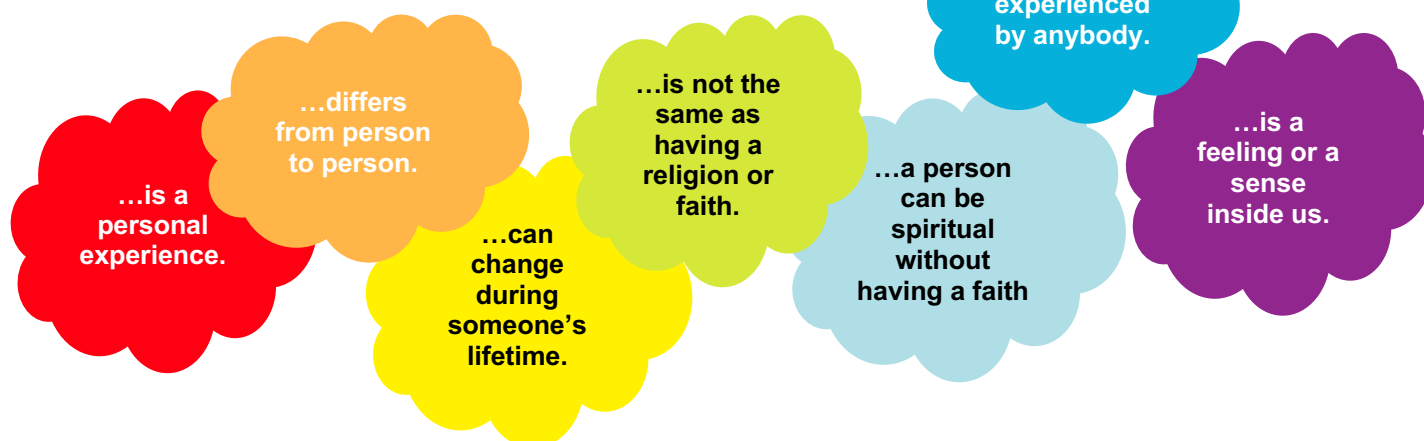 …is a
personal
experience.
…differs
from person
to person.
…can
change
during
someone’s
lifetime.
…is not the
same as
having a
religion or
faith.
…a person
can be
spiritual
without
having a faith
experienced
by anybody.
…is a
feeling or a
sense
inside us.